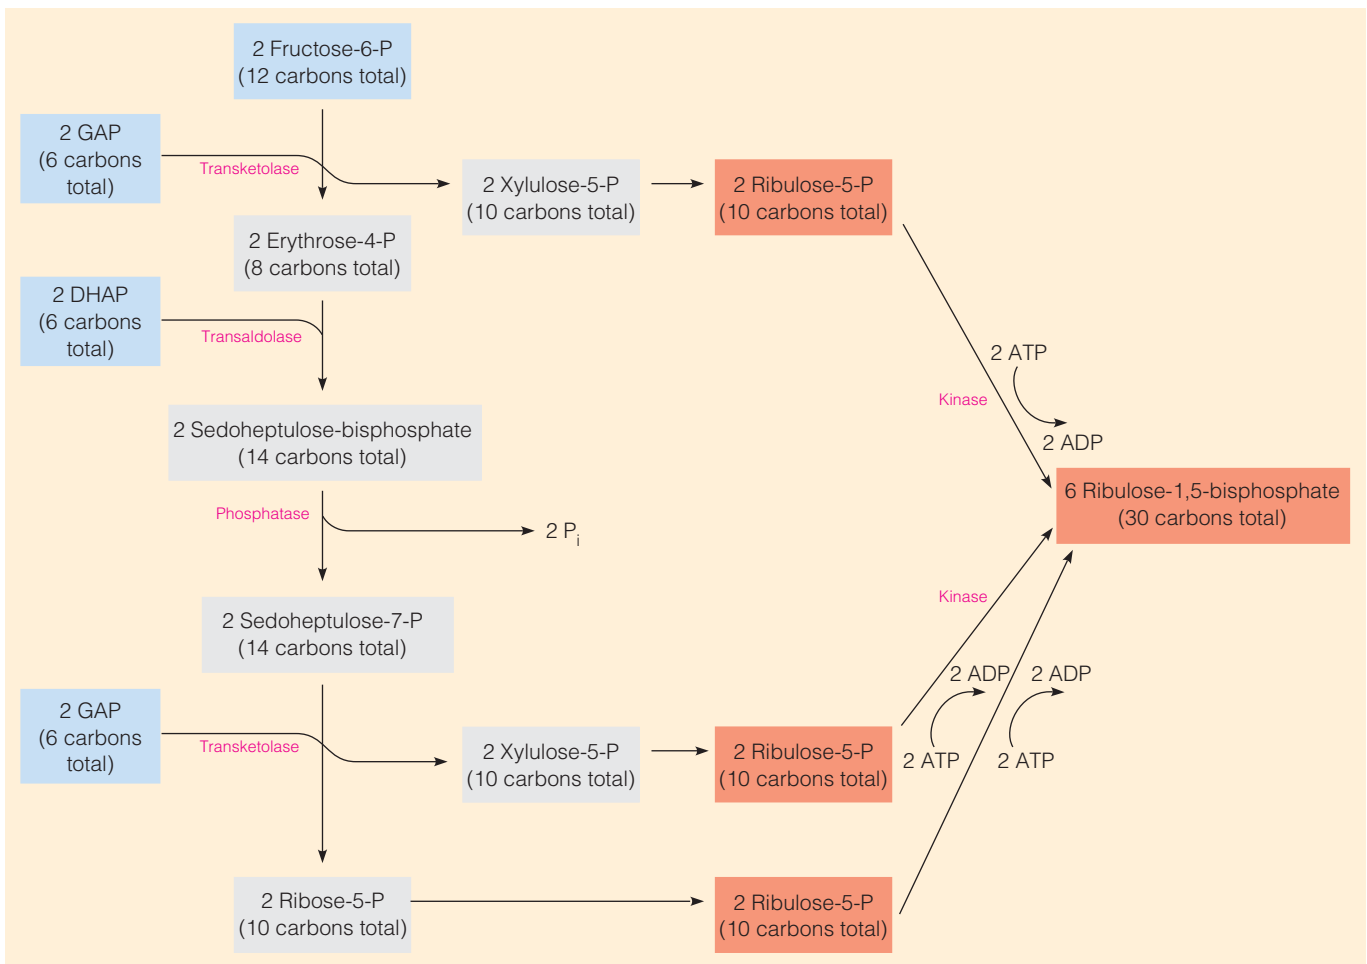 2 Fructose-6-P
(12 carbons total)
2 GAP
(6 carbons
total)
Transketolase
2 Xylulose-5-P
(10 carbons total)
2 Ribulose-5-P
(10 carbons total)
2 Erythrose-4-P
(8 carbons total)
2 DHAP
(6 carbons
total)
Transaldolase
2 ATP
Kinase
2 ADP
2 Sedoheptulose-bisphosphate
(14 carbons total)
6 Ribulose-1,5-bisphosphate
(30 carbons total)
Phosphatase
2 Pi
Kinase
2 Sedoheptulose-7-P
(14 carbons total)
2 ADP
2 ADP
2 GAP
(6 carbons
total)
Transketolase
2 Xylulose-5-P
(10 carbons total)
2 Ribulose-5-P
(10 carbons total)
2 ATP
2 ATP
2 Ribose-5-P
(10 carbons total)
2 Ribulose-5-P
(10 carbons total)